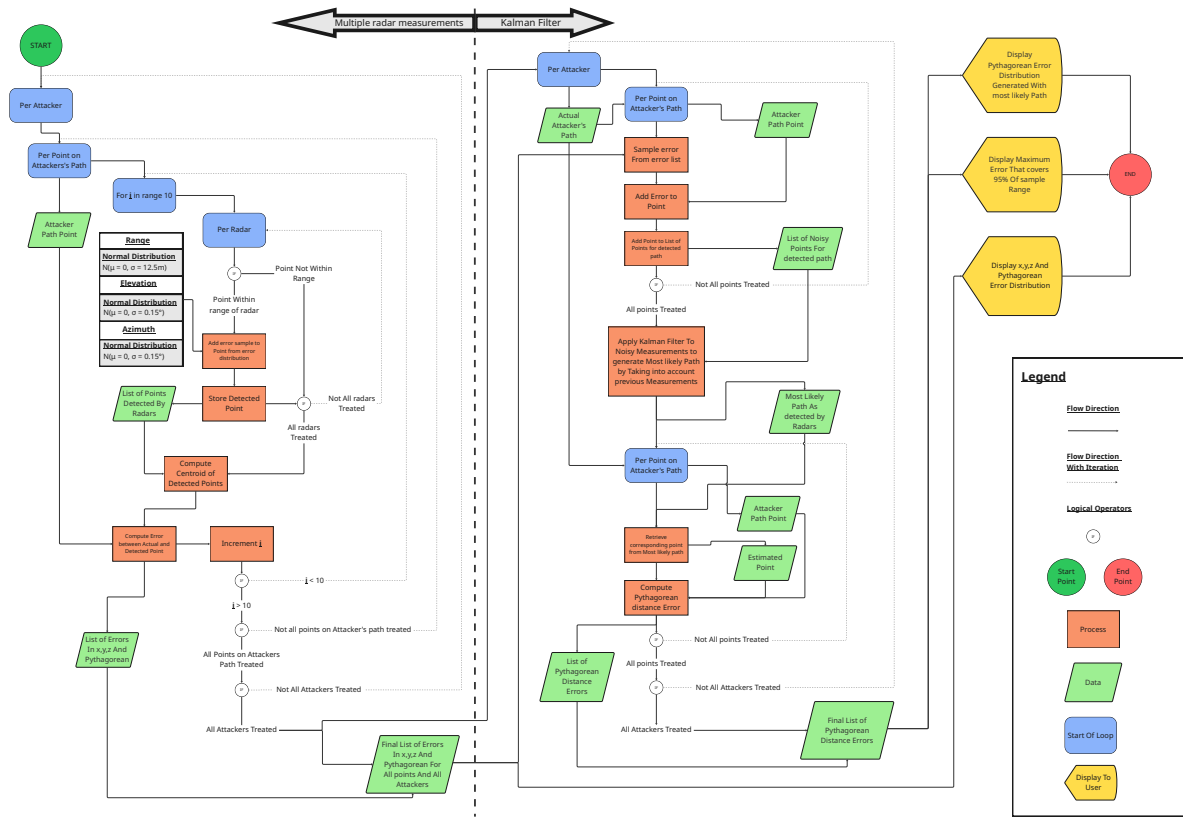 Multiple radar measurements
Kalman Filter
START
Per Attacker
Per Point on
Attackers's Path
For i in range 10
Attacker
Path Point
Per Radar
Range
Normal Distribution
N(μ = 0, σ = 12.5m)
Elevation
Normal Distribution
N(μ = 0, σ = 0.15°)
Azimuth
Normal Distribution
N(μ = 0, σ = 0.15°)
IF
Point Not Within
Range
Point Within
range of radar
Add error sample to
Point from error
distribution
List of Points
Detected By
Radars
Store Detected
Point
IF
Not All radars
Treated
All radars
Treated
Compute
Centroid of
Detected Points
Compute Error
between Actual and
Detected Point
Increment i
IF
i < 10
i > 10
IF
Not all points on Attacker's path treated
List of Errors
In x,y,z And
Pythagorean
All Points on Attackers
Path Treated
IF
Not All Attackers Treated
All Attackers Treated
Final List of Errors
In x,y,z And
Pythagorean For
All points And All
Attackers
Per Attacker
Actual
Attacker's
Path
Per Point on
Attacker's Path
Attacker
Path Point
Sample error
From error list
Add Error to
Point
Add Point to List of
Points for detected
path
List of Noisy
Points For
detected path
IF
Not All points Treated
All points Treated
Apply Kalman Filter To
Noisy Measurements to
generate Most likely Path
by Taking into account
previous Measurements
Most Likely
Path As
detected by
Radars
Per Point on
Attacker's Path
Attacker
Path Point
Retrieve
corresponding point
from Most likely path
Estimated
Point
Compute
Pythagorean
distance Error
IF
Not All points Treated
All points Treated
List of
Pythagorean
Distance
Errors
IF
Not All Attackers Treated
All Attackers Treated
Final List of
Pythagorean
Distance Errors
Display
Pythagorean Error
Distribution
Generated With
most likely Path
Display Maximum
Error That covers
95% Of sample
Range
END
Display x,y,z And
Pythagorean
Error Distribution
Legend
Flow Direction
Flow Direction
With Iteration
Logical Operators
IF
Start
Point
End
Point
Process
Data
Start Of Loop
Display To
User